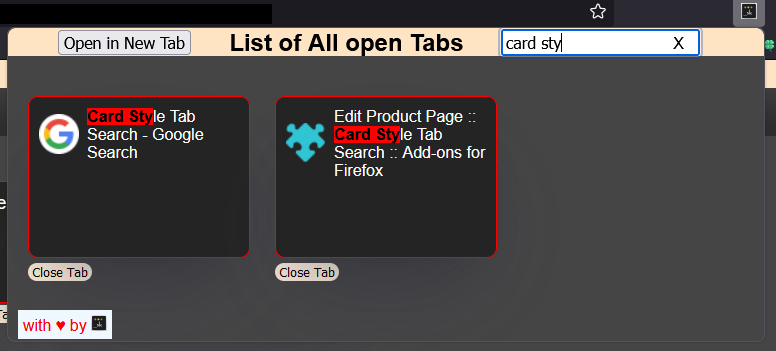 Open in New Tab
List of All open Tabs
card sty
X
Card Style Tab
Search - Google
Search
Edit Product Page ::
Card Style Tab
Search :: Add-ons for
Firefox
Close Tab
Close Tab
with ♥ by